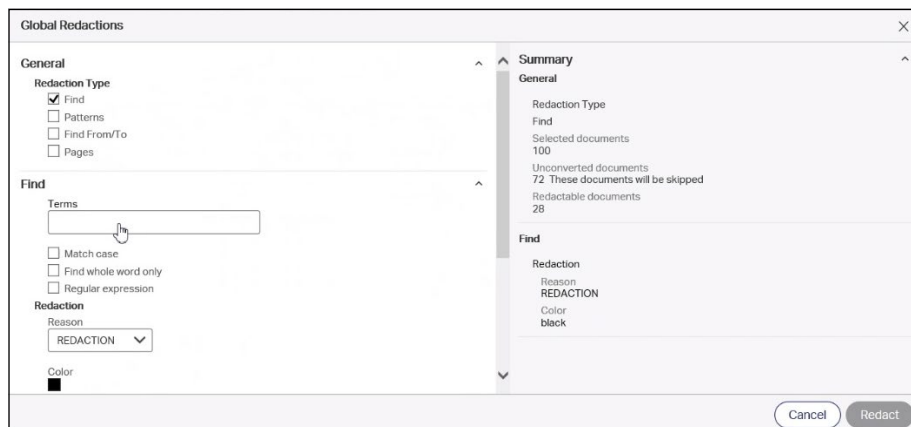 Global Redactions
General
Redaction Type
Find
Patterns
Find From/To
Pages
Find
Terms
Match case
Find whole word only
Regular expression
Redaction
Reason
REDACTION
Color
Summary
General
Redaction Type
Find
Selected documents
100
Unconverted documents
72 These documents will be skipped
Redactable documents
28
Find
Redaction
Reason
REDACTION
Color
black
Cancel
Redact